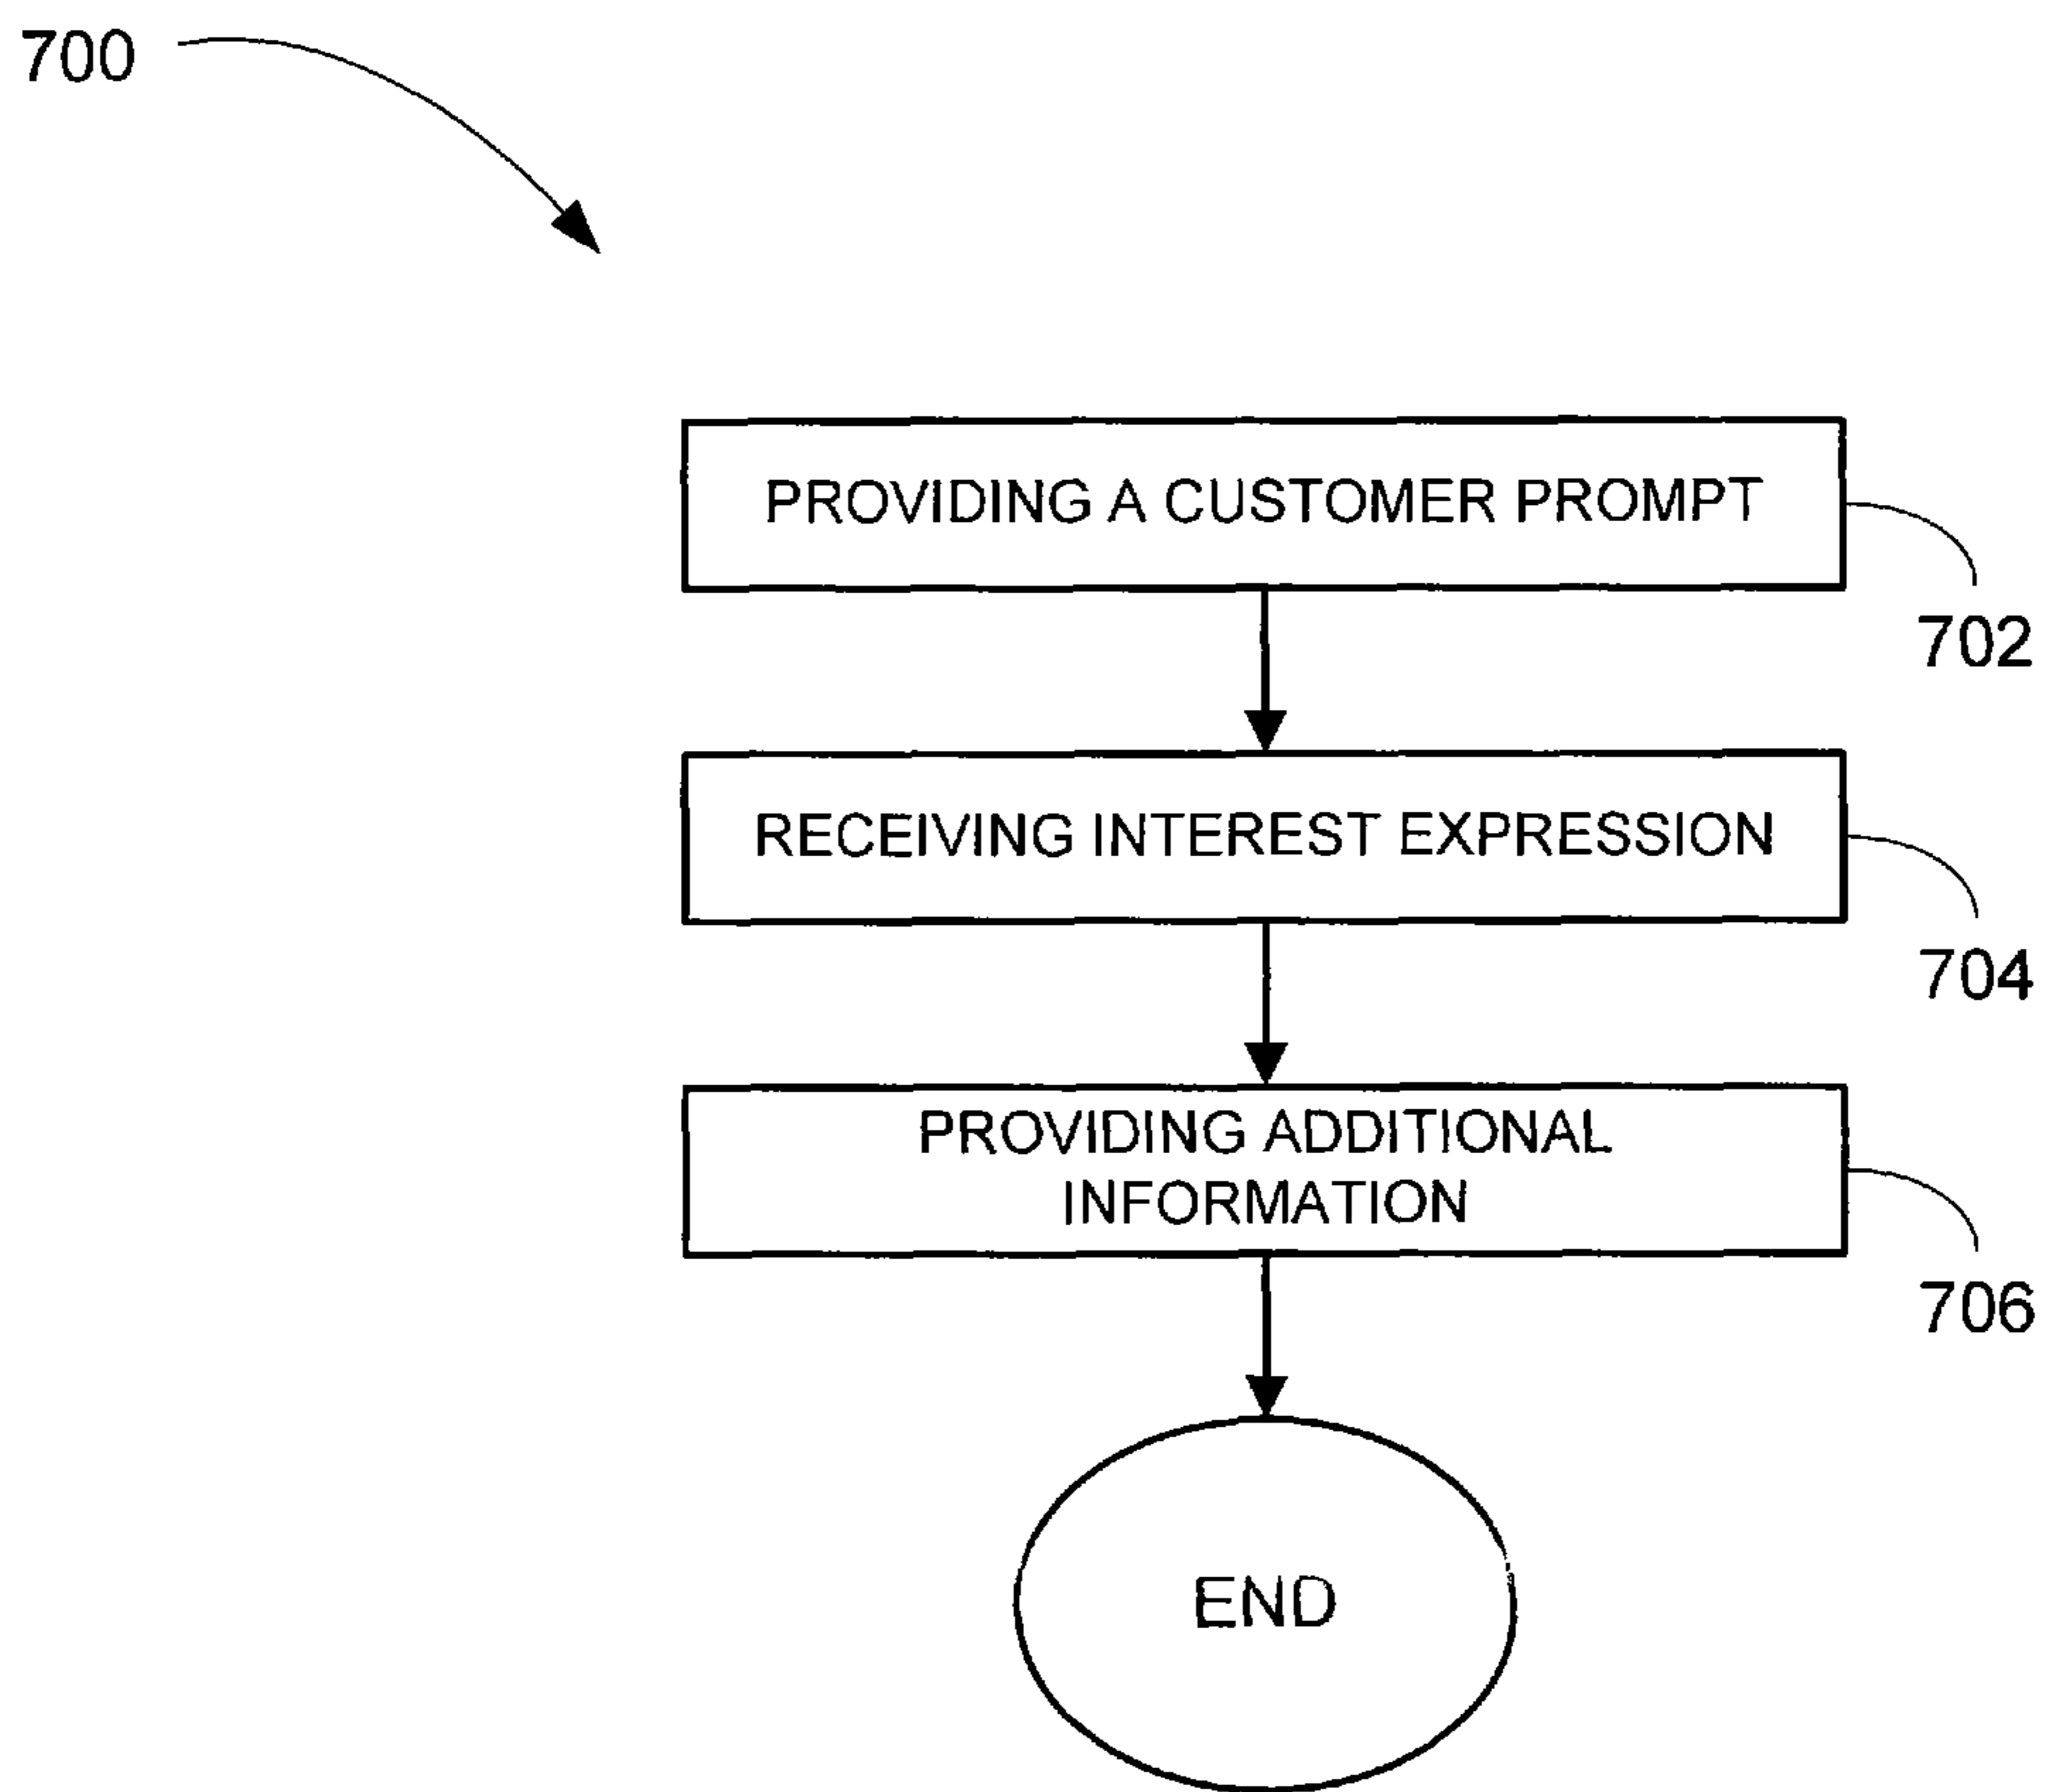 700
PROVIDING A CUSTOMER PROMPT
702
RECEIVING INTEREST EXPRESSION
704
PROVIDING ADDITIONAL
INFORMATION
706
END